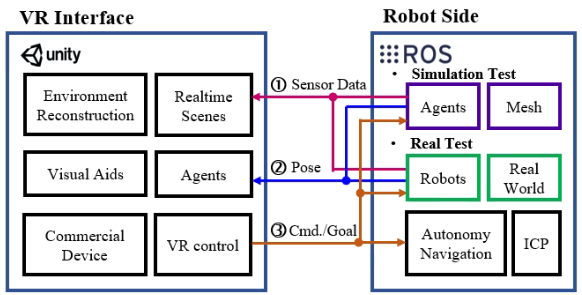 VR Interface
Robot Side
unity
ROS
• Simulation Test
Environment
Reconstruction
Realtime
Scenes
① Sensor Data
Agents
Mesh
• Real Test
Visual Aids
Agents
② Pose
Robots
Real
World
Commercial
Device
VR control
③ Cmd./Goal
Autonomy
Navigation
ICP